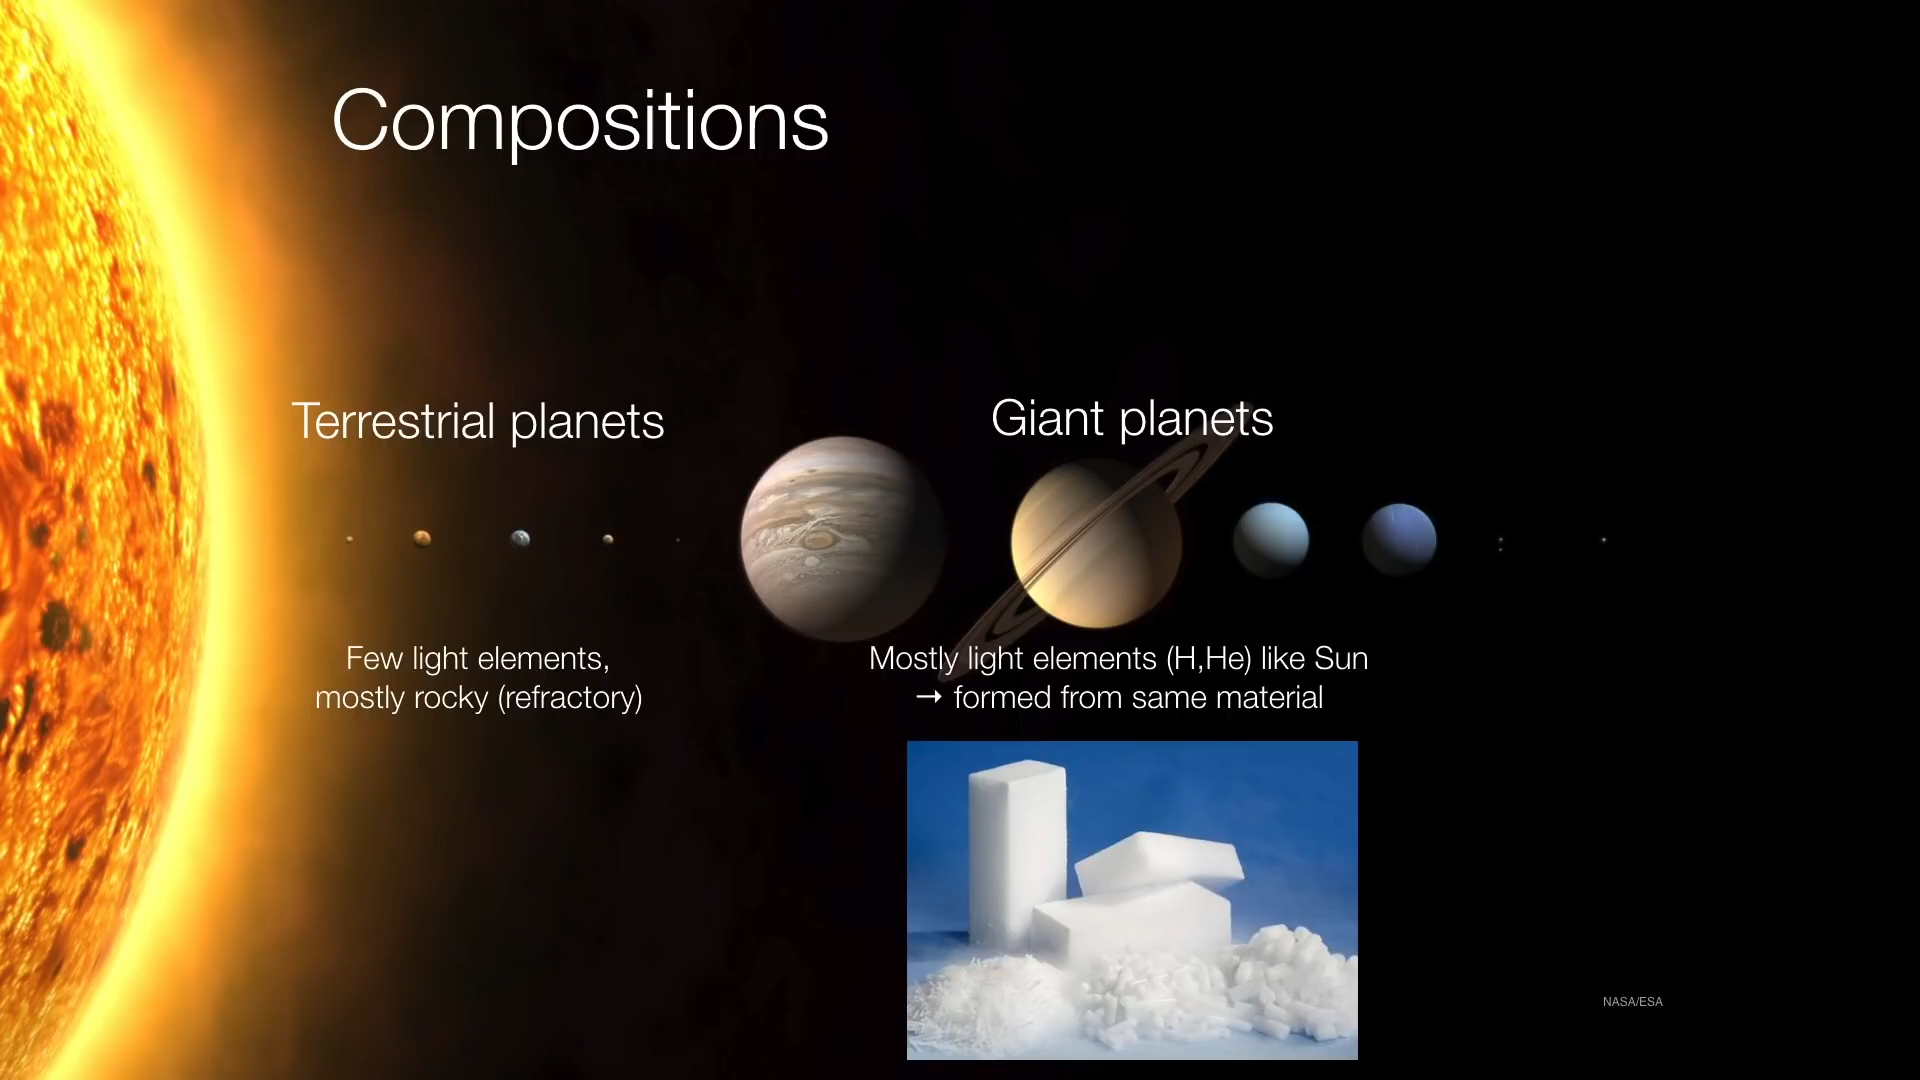 Compositions
Terrestrial planets
Giant planets
Few light elements,
mostly rocky (refractory)
Mostly light elements (H,He) like Sun
→ formed from same material
NASA/ESA